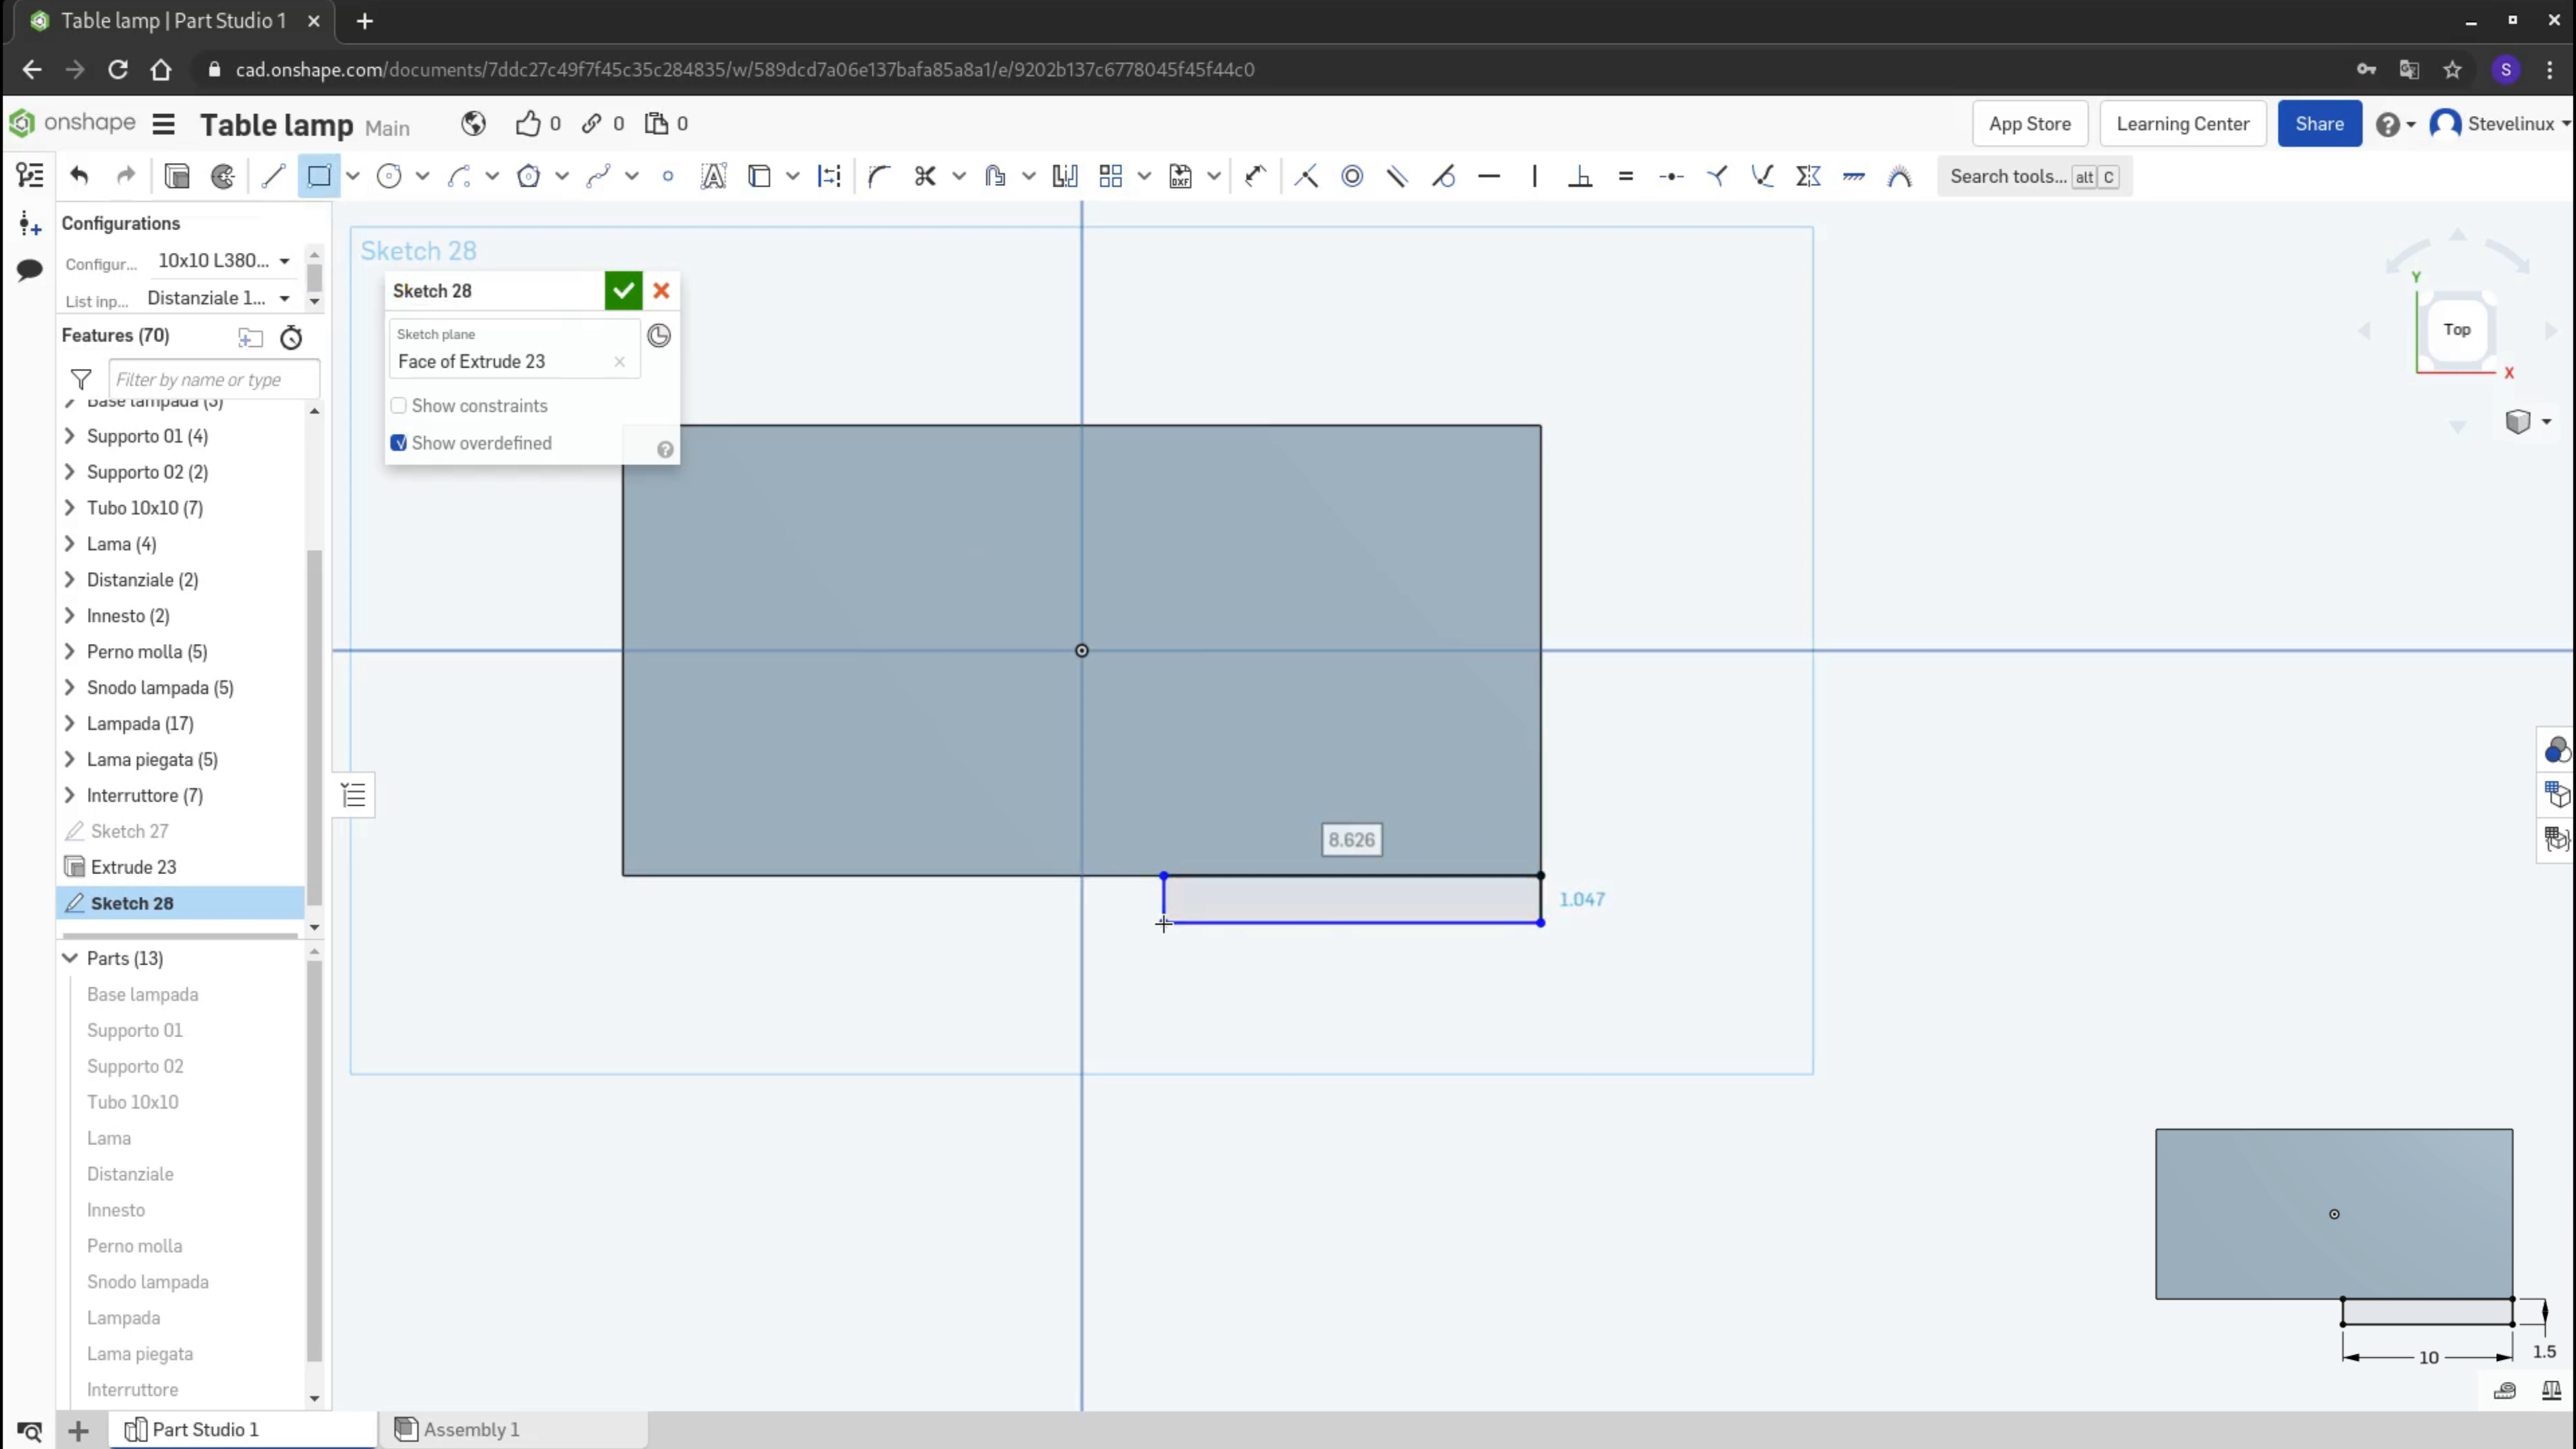 Table lamp | Part Studio 1
cad.onshape.com/documents/7ddc27c49f7f45c35c284835/w/589dcd7a06e137bafa85a8a1/e/9202b137c6778045f45f44c0
S
onshape
Table lamp Main
0
0
0
App Store
Learning Center
Share
Stevelinux
DXF
Search tools... alt C
Configurations
Configur... 10x10 L380...
List inp... Distanziale 1...
Features (70)
Filter by name or type
Base lampada (3)
Supporto 01 (4)
Supporto 02 (2)
Tubo 10x10 (7)
Lama (4)
Distanziale (2)
Innesto (2)
Perno molla (5)
Snodo lampada (5)
Lampada (17)
Lama piegata (5)
Interruttore (7)
Sketch 27
Extrude 23
Sketch 28
Parts (13)
Base lampada
Supporto 01
Supporto 02
Tubo 10x10
Lama
Distanziale
Innesto
Perno molla
Snodo lampada
Lampada
Lama piegata
Interruttore
Sketch 28
Sketch 28
Sketch plane
Face of Extrude 23
Show constraints
Show overdefined
Y
Top
X
8.626
1.047
10
1.5
Part Studio 1
Assembly 1